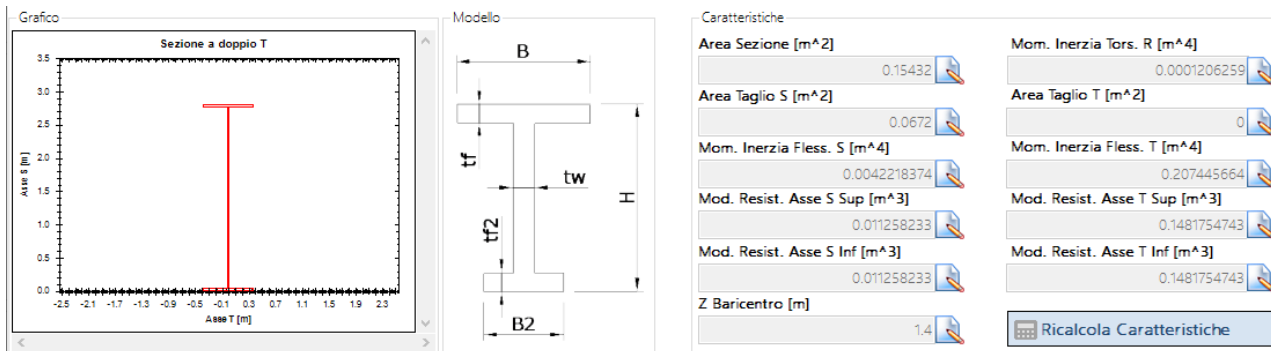 Grafico
Sezione a doppio T
3.5
3.0
2.5
2.0
1.5
1.0
0.5
0.0
Asse S [m]
-2.5 -2.1 -1.7 -1.3 -0.9 -0.5 -0.1 0.3 0.7 1.1 1.5 1.9 2.3
Asse T [m]
Modello
B
tf
tw
H
tf2
B2
Caratteristiche
Area Sezione [m^2]
0.15432
Mom. Inerzia Tors. R [m^4]
0.0001206259
Area Taglio S [m^2]
0.0672
Area Taglio T [m^2]
0
Mom. Inerzia Fless. S [m^4]
0.0042218374
Mom. Inerzia Fless. T [m^4]
0.207445664
Mod. Resist. Asse S Sup [m^3]
0.011258233
Mod. Resist. Asse T Sup [m^3]
0.1481754743
Mod. Resist. Asse S Inf [m^3]
0.011258233
Mod. Resist. Asse T Inf [m^3]
0.1481754743
Z Baricentro [m]
1.4
Ricalcola Caratteristiche